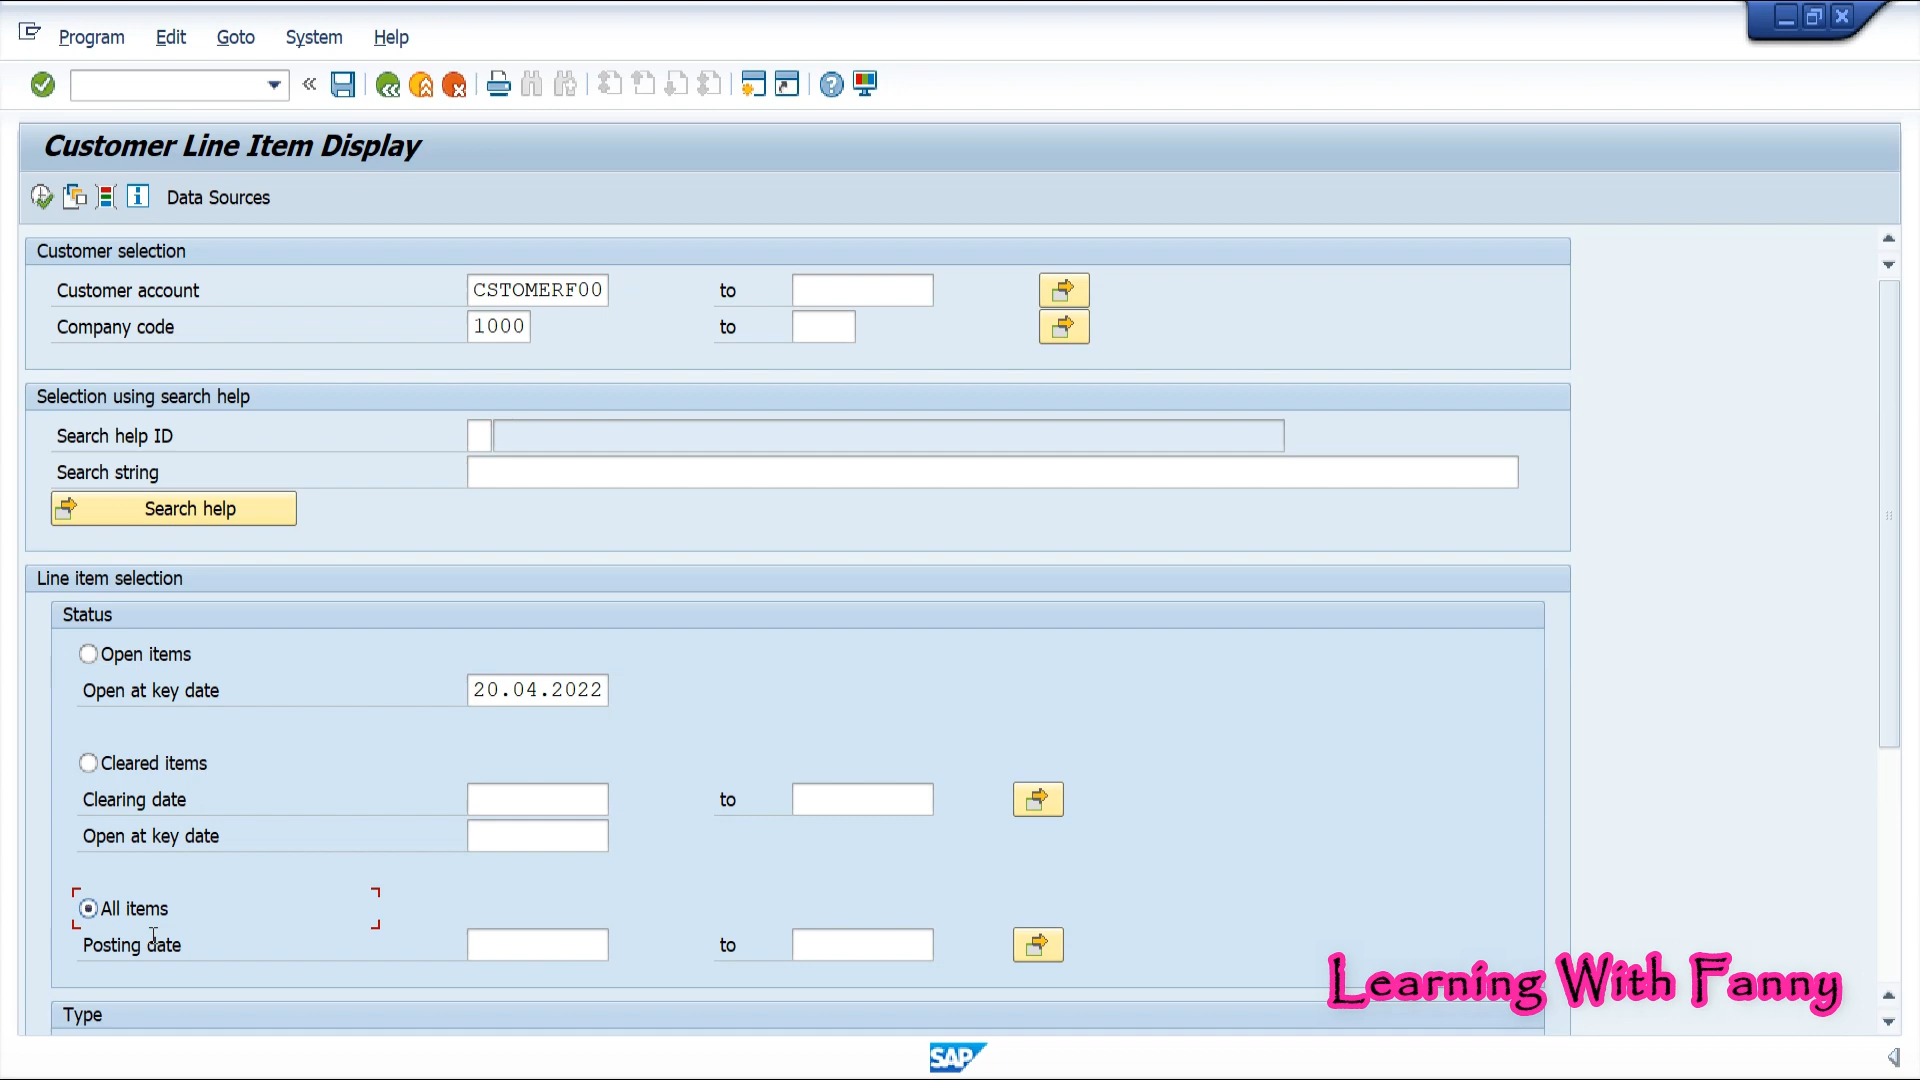 Program Edit Goto System Help
Customer Line Item Display
Data Sources
Customer selection
Customer account CSTOMERF00 to
Company code 1000 to
Selection using search help
Search help ID
Search string
Search help
Line item selection
Status
Open items
Open at key date 20.04.2022
Cleared items
Clearing date to
Open at key date
All items
Posting date to
Learning With Fanny
Type
SAP